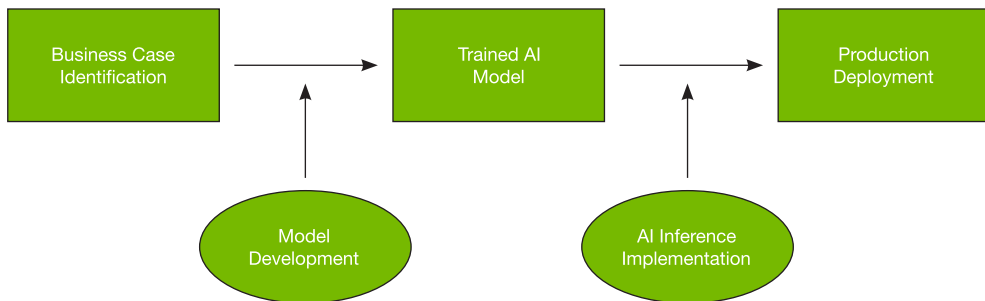 Business Case
Identification
Trained AI
Model
Production
Deployment
Model
Development
AI Inference
Implementation